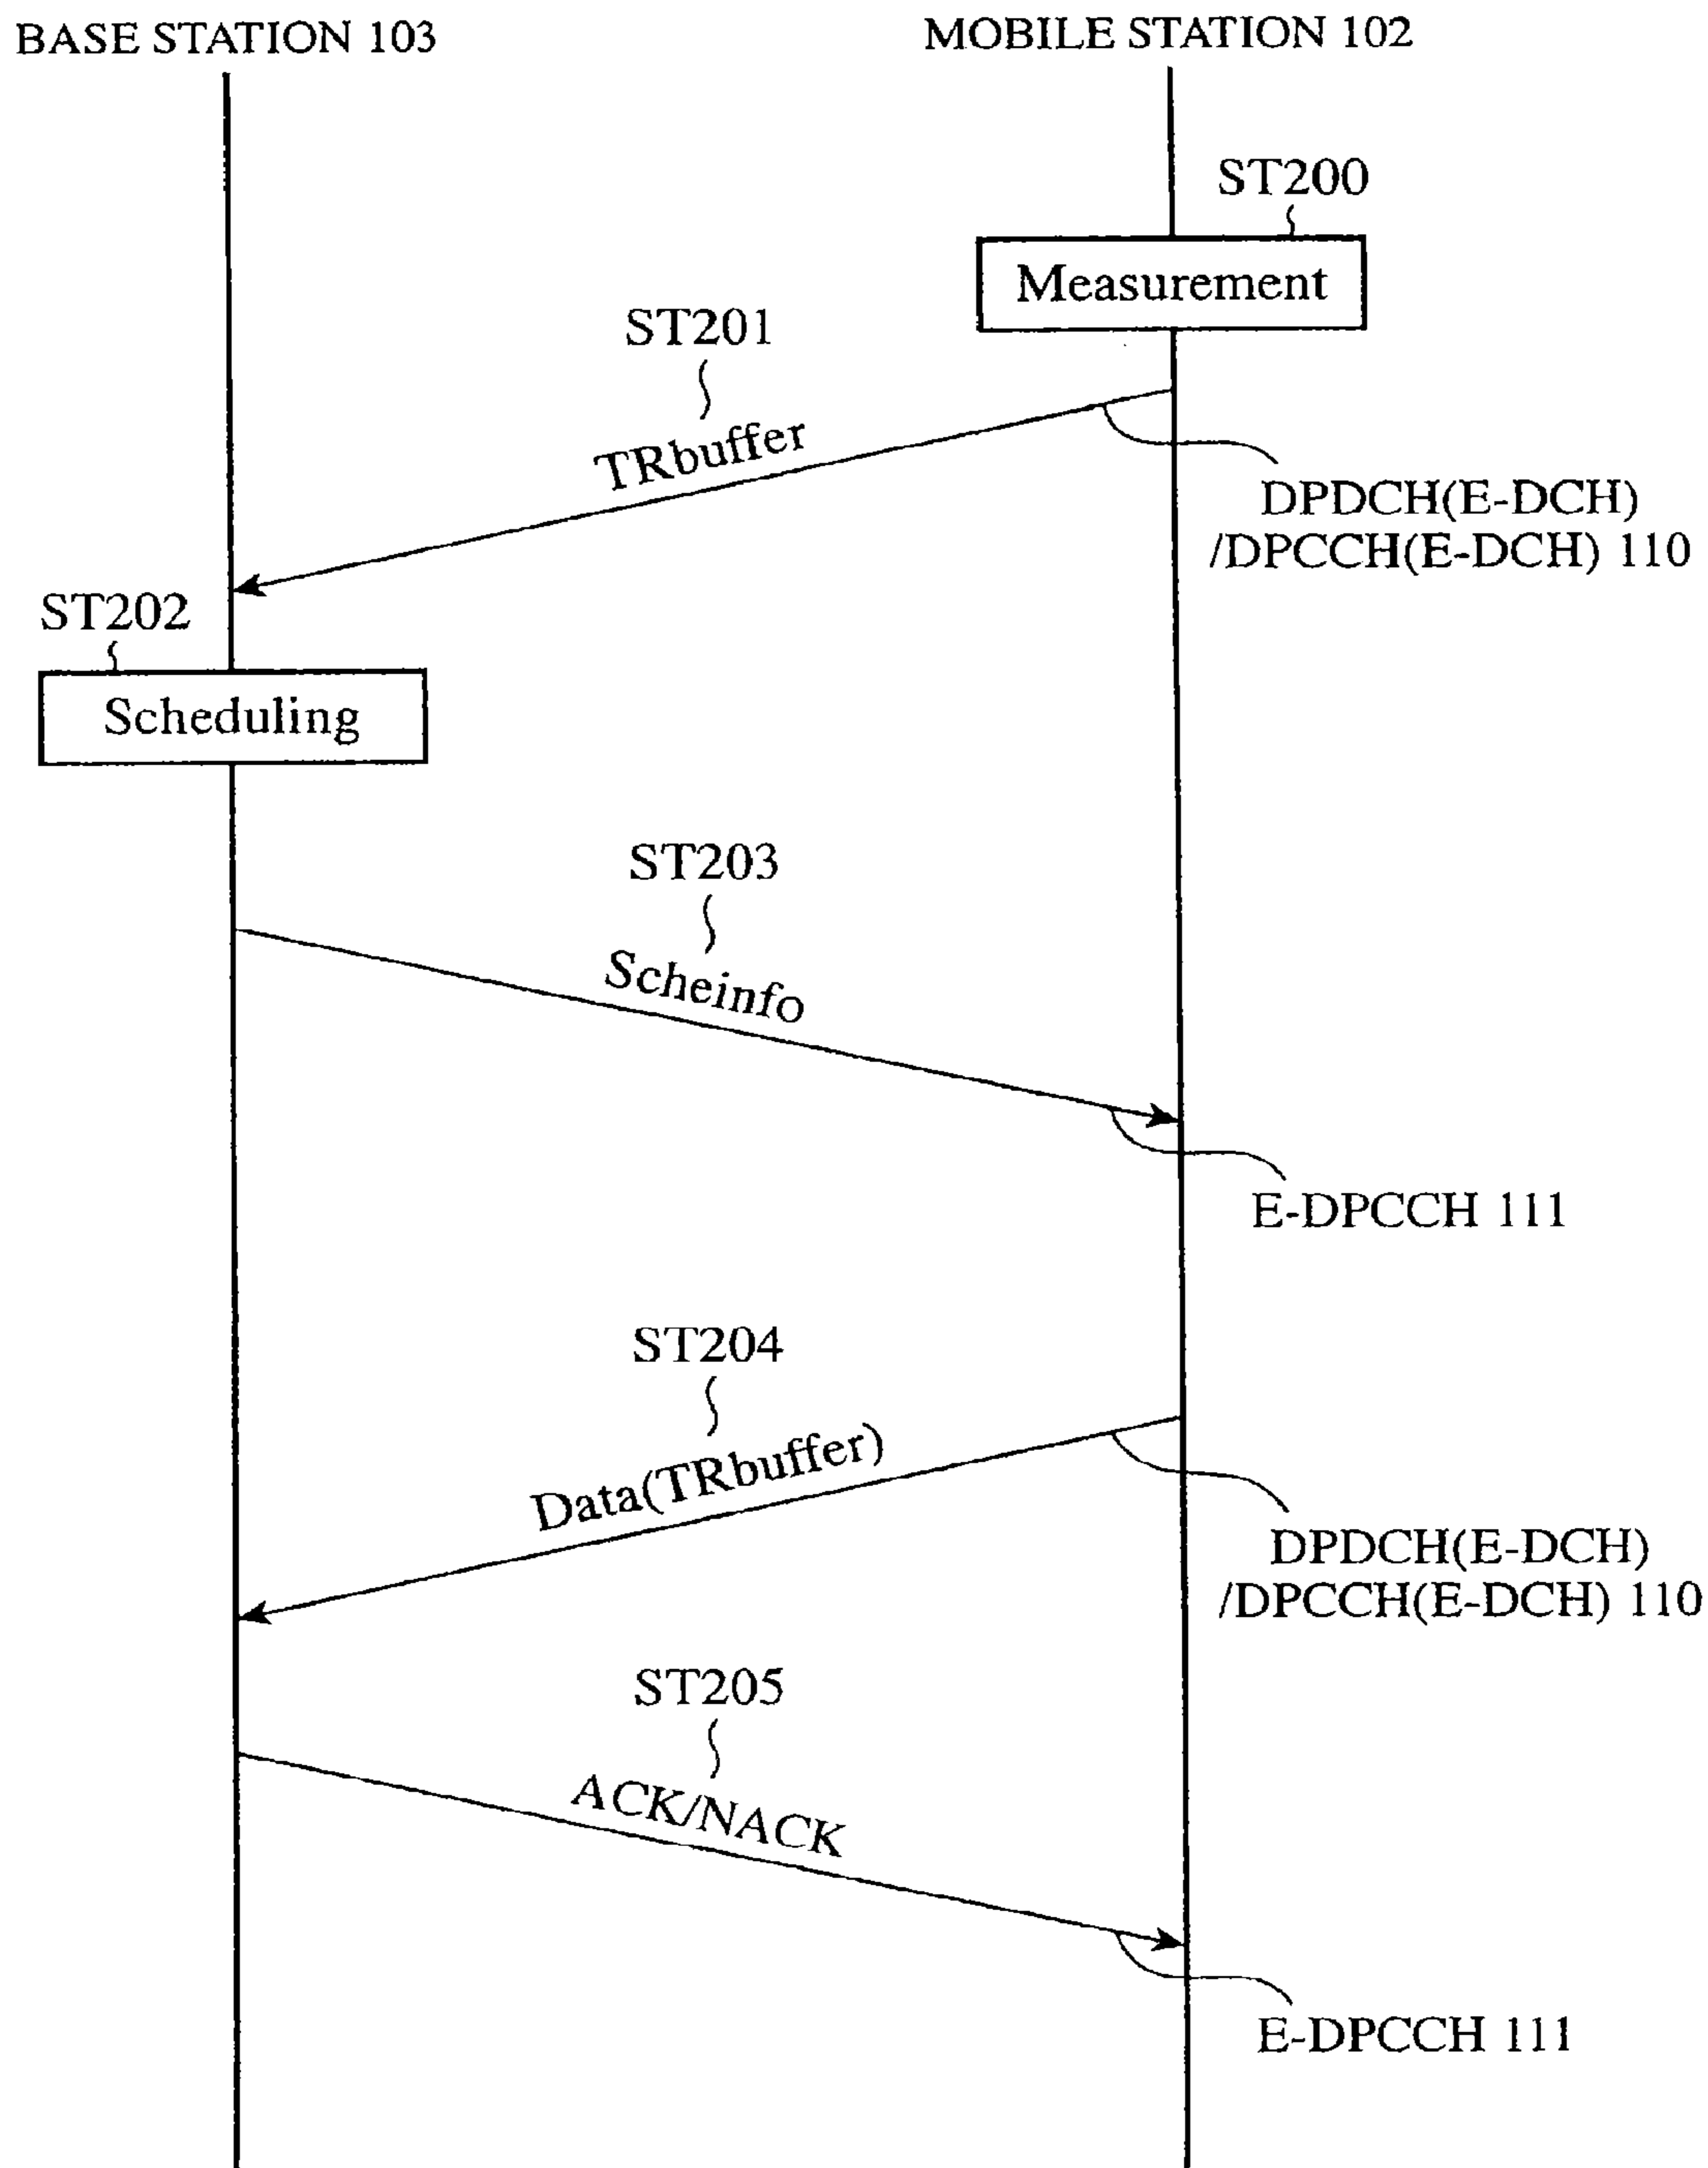 BASE STATION 103
MOBILE STATION 102
ST200
Measurement
ST201
TRbuffer
DPDCH(E-DCH)
/DPCCH(E-DCH) 110
ST202
Scheduling
ST203
Scheinfo
E-DPCCH 111
ST204
Data(TRbuffer)
DPDCH(E-DCH)
/DPCCH(E-DCH) 110
ST205
ACK/NACK
E-DPCCH 111